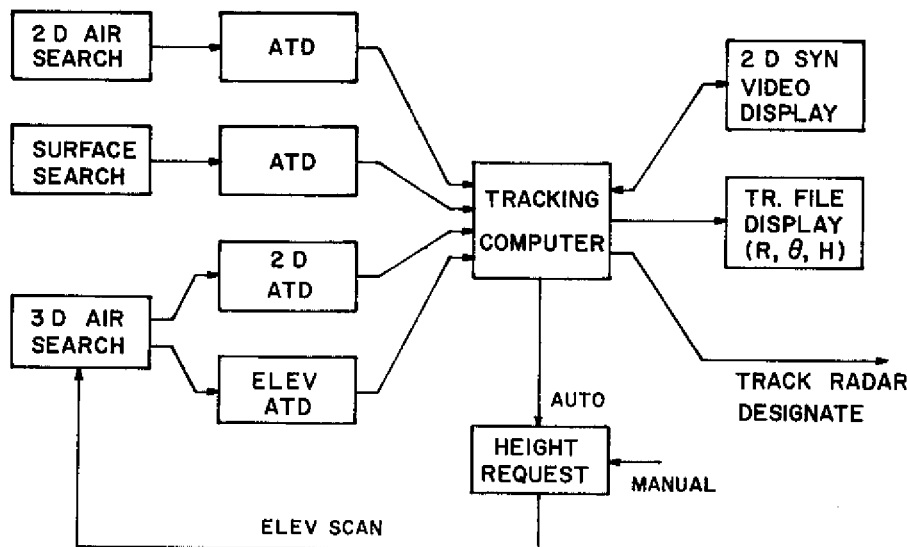 2 D AIR
SEARCH
ATD
2 D SYN
VIDEO
DISPLAY
SURFACE
SEARCH
ATD
TRACKING
COMPUTER
TR. FILE
DISPLAY
(R, θ, H)
2 D
ATD
3 D AIR
SEARCH
ELEV
ATD
TRACK RADAR
DESIGNATE
AUTO
HEIGHT
REQUEST
MANUAL
ELEV SCAN